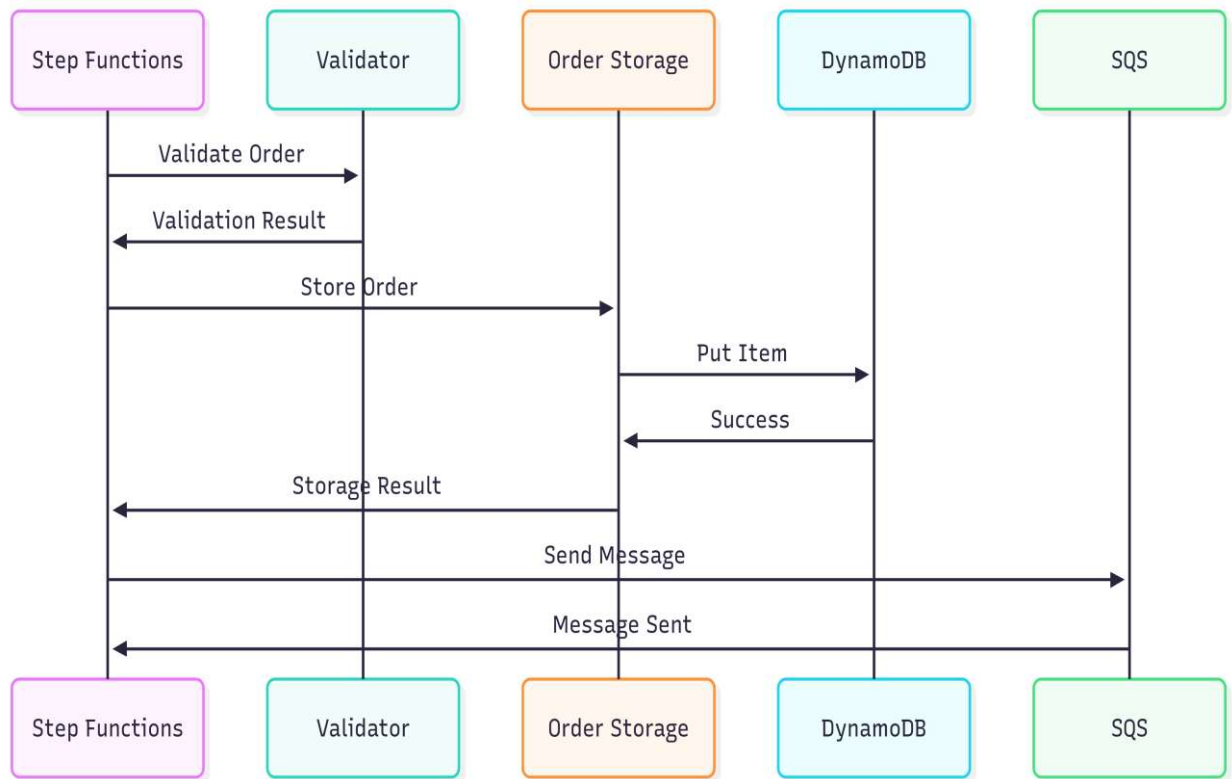 Step Functions
Validator
Order Storage
DynamoDB
SQS
Validate Order
Validation Result
Store Order
Put Item
Success
Storage Result
Send Message
Message Sent
Step Functions
Validator
Order Storage
DynamoDB
SQS